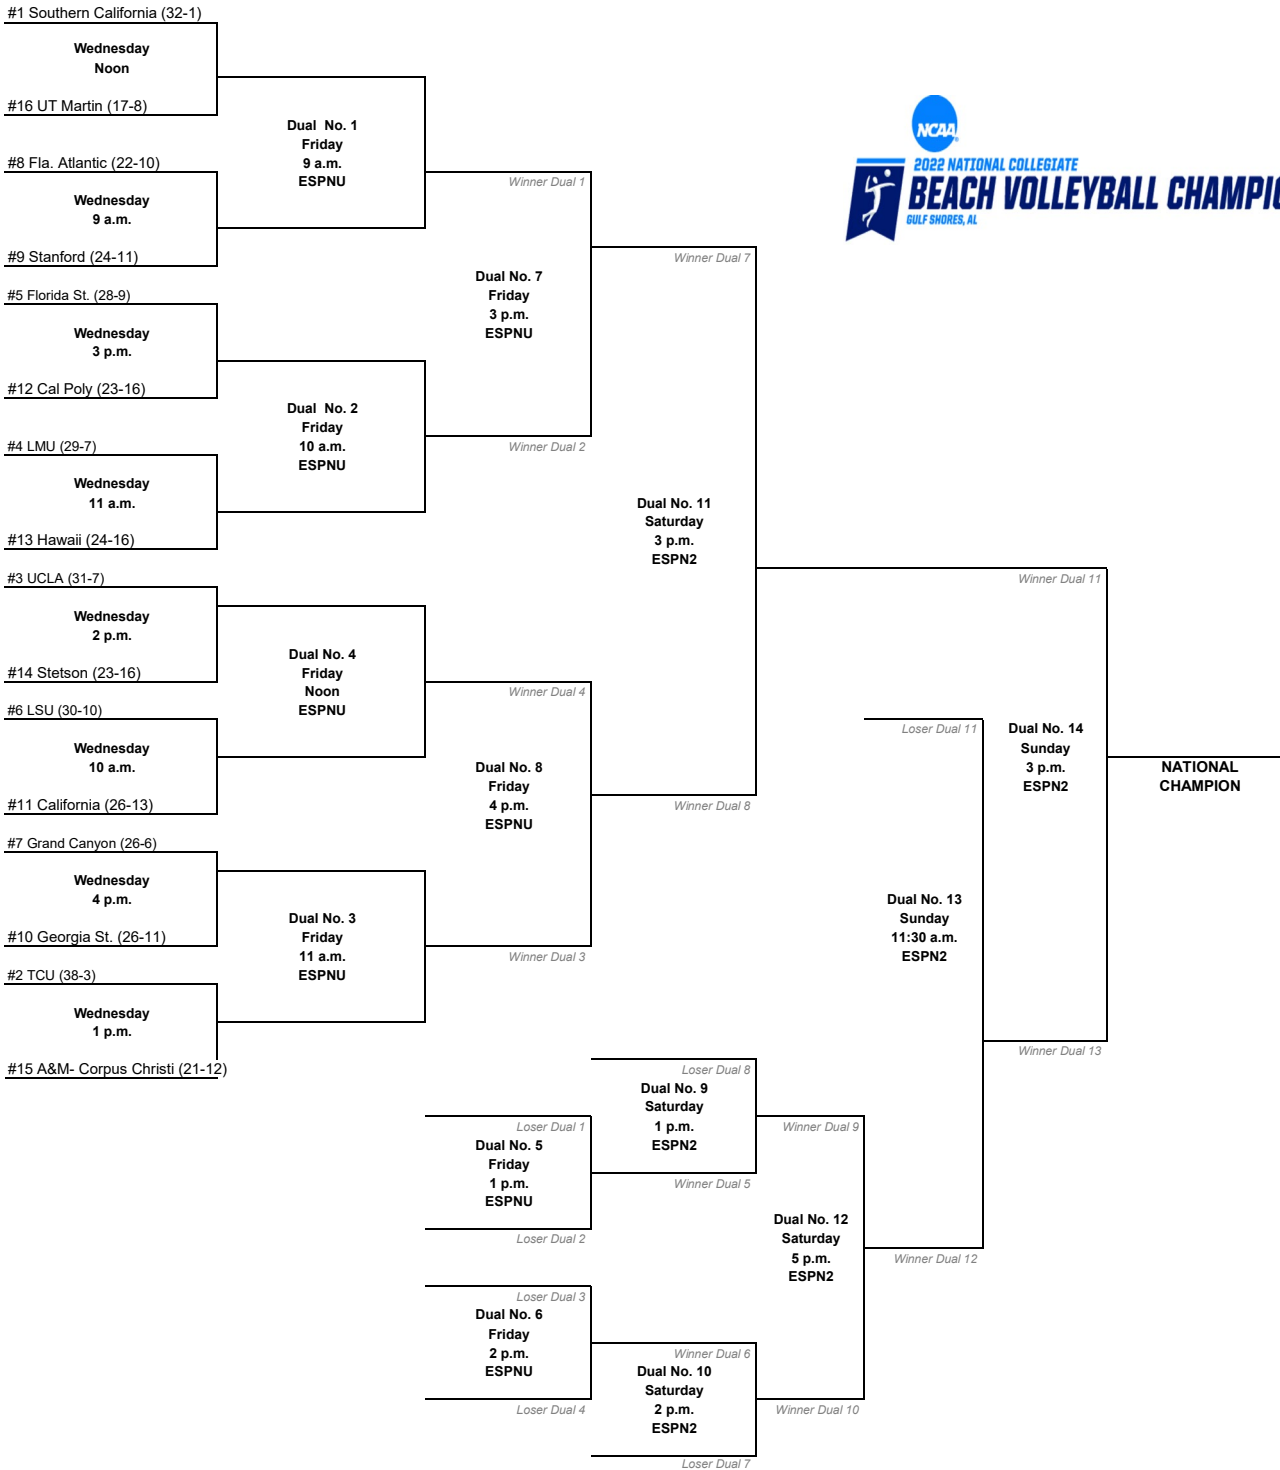 #1 Southern California (32-1)
Wednesday
Noon
#16 UT Martin (17-8)
#8 Fla. Atlantic (22-10)
Wednesday
9 a.m.
#9 Stanford (24-11)
#5 Florida St. (28-9)
Wednesday
3 p.m.
#12 Cal Poly (23-16)
#4 LMU (29-7)
Wednesday
11 a.m.
#13 Hawaii (24-16)
#3 UCLA (31-7)
Wednesday
2 p.m.
#14 Stetson (23-16)
#6 LSU (30-10)
Wednesday
10 a.m.
#11 California (26-13)
#7 Grand Canyon (26-6)
Wednesday
4 p.m.
#10 Georgia St. (26-11)
#2 TCU (38-3)
Wednesday
1 p.m.
#15 A&M- Corpus Christi (21-12)
Dual No. 1
Friday
9 a.m.
ESPNU
Dual No. 2
Friday
10 a.m.
ESPNU
Dual No. 4
Friday
Noon
ESPNU
Dual No. 3
Friday
11 a.m.
ESPNU
Winner Dual 1
Dual No. 7
Friday
3 p.m.
ESPNU
Winner Dual 2
Winner Dual 4
Dual No. 8
Friday
4 p.m.
ESPNU
Winner Dual 3
Winner Dual 7
Dual No. 11
Saturday
3 p.m.
ESPN2
Winner Dual 8
NCAA
2022 NATIONAL COLLEGIATE
BEACH VOLLEYBALL CHAMPIO
GULF SHORES, AL
Winner Dual 11
Dual No. 14
Sunday
3 p.m.
ESPN2
Winner Dual 13
NATIONAL
CHAMPION
Loser Dual 11
Dual No. 13
Sunday
11:30 a.m.
ESPN2
Winner Dual 12
Loser Dual 1
Dual No. 5
Friday
1 p.m.
ESPNU
Loser Dual 2
Loser Dual 3
Dual No. 6
Friday
2 p.m.
ESPNU
Loser Dual 4
Loser Dual 8
Dual No. 9
Saturday
1 p.m.
ESPN2
Winner Dual 5
Winner Dual 6
Dual No. 10
Saturday
2 p.m.
ESPN2
Loser Dual 7
Winner Dual 9
Dual No. 12
Saturday
5 p.m.
ESPN2
Winner Dual 10